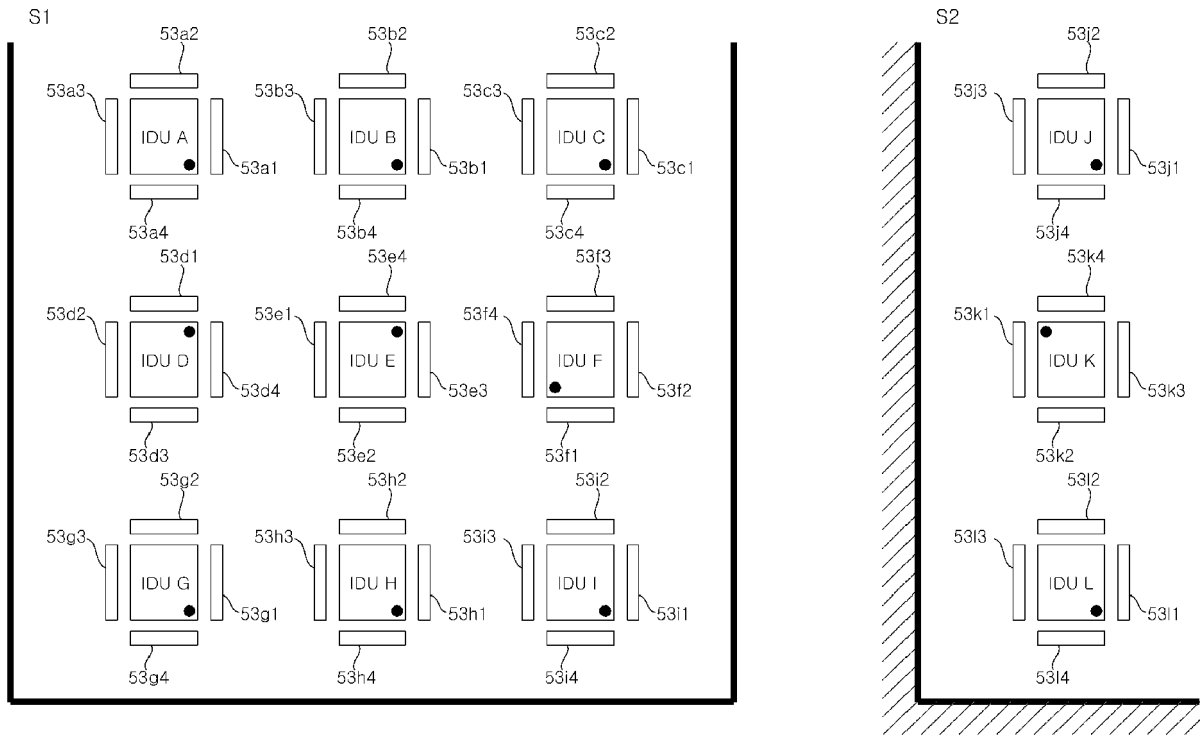 S1
S2
53a2
53b2
53c2
53j2
53a3
53b3
53c3
53j3
IDU A
IDU B
IDU C
IDU J
53a1
53b1
53c1
53j1
53a4
53b4
53c4
53j4
53d1
53e4
53f3
53k4
53d2
53e1
53f4
53k1
IDU D
IDU E
IDU F
IDU K
53d4
53e3
53f2
53k3
53d3
53e2
53f1
53k2
53g2
53h2
53i2
53l2
53g3
53h3
53i3
53l3
IDU G
IDU H
IDU I
IDU L
53g1
53h1
53i1
53l1
53g4
53h4
53i4
53l4